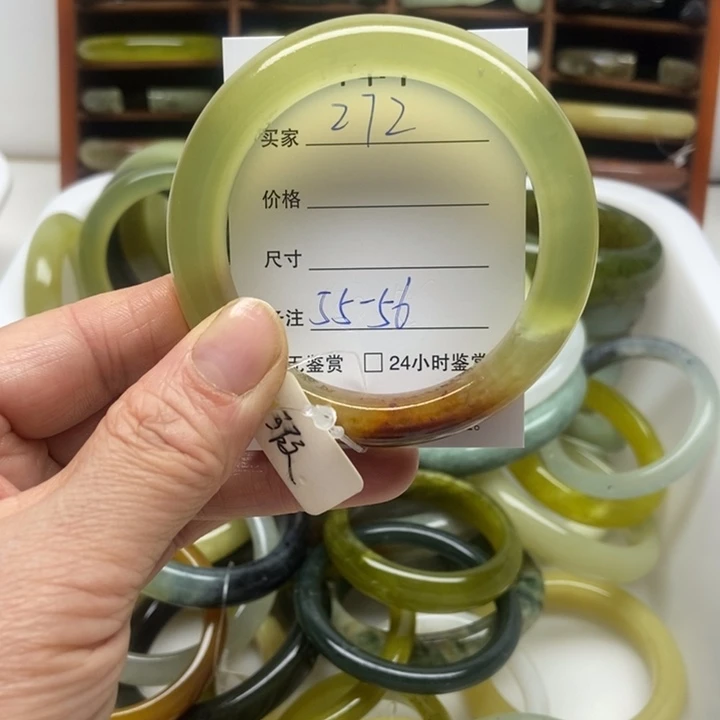 买家 272
价格
尺寸
注 55-56
鉴赏 □ 24小时鉴赏